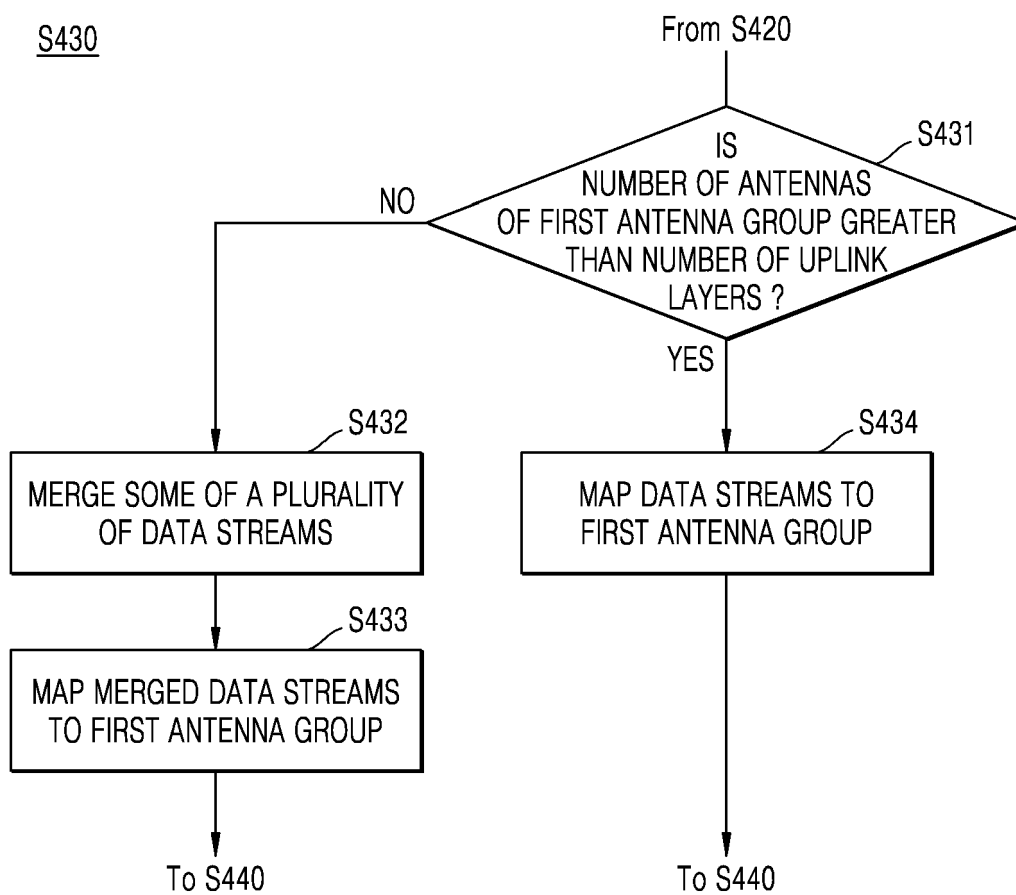 S430
From S420
S431
IS
NUMBER OF ANTENNAS
OF FIRST ANTENNA GROUP GREATER
THAN NUMBER OF UPLINK
LAYERS ?
NO
YES
S432
MERGE SOME OF A PLURALITY
OF DATA STREAMS
S434
MAP DATA STREAMS TO
FIRST ANTENNA GROUP
S433
MAP MERGED DATA STREAMS
TO FIRST ANTENNA GROUP
To S440
To S440